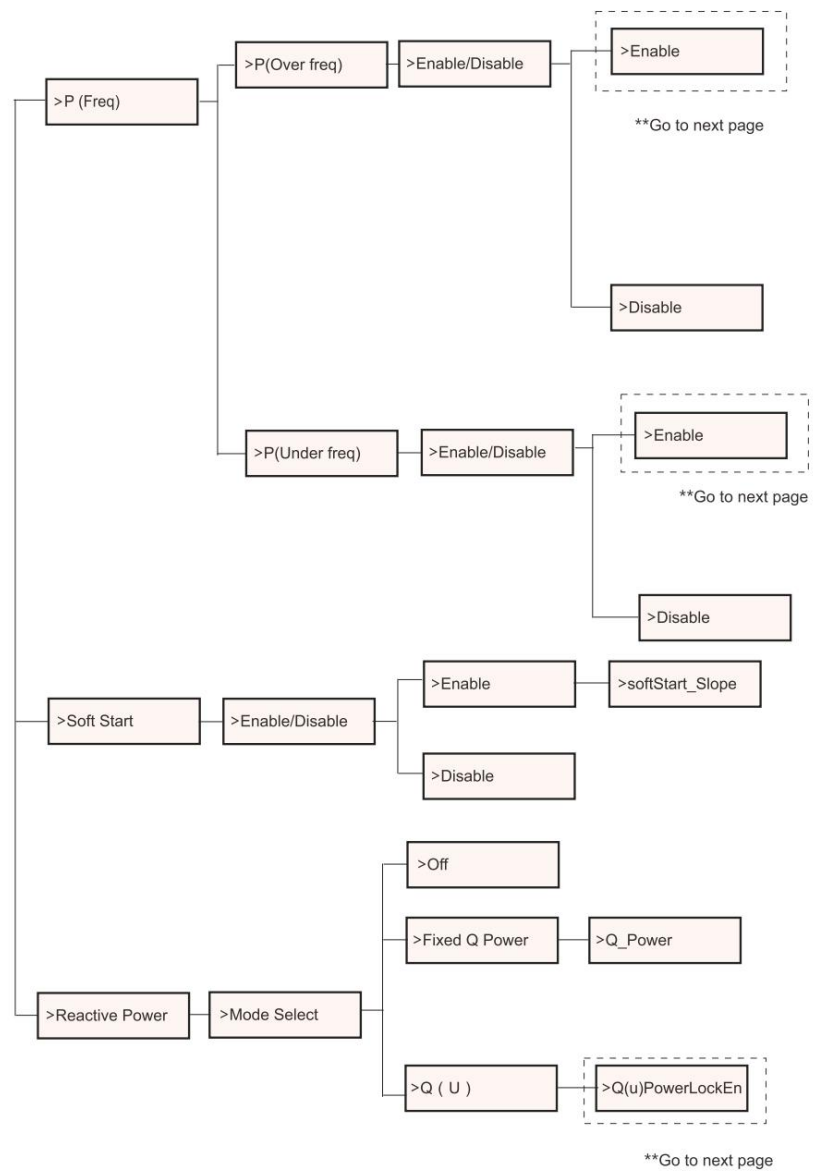 >P (Freq)
>P(Over freq)
>Enable/Disable
>Enable
**Go to next page
>Disable
>P(Under freq)
>Enable/Disable
>Enable
**Go to next page
>Disable
>Soft Start
>Enable/Disable
>Enable
>softStart_Slope
>Disable
>Reactive Power
>Mode Select
>Off
>Fixed Q Power
>Q_Power
>Q ( U )
>Q(u)PowerLockEn
**Go to next page